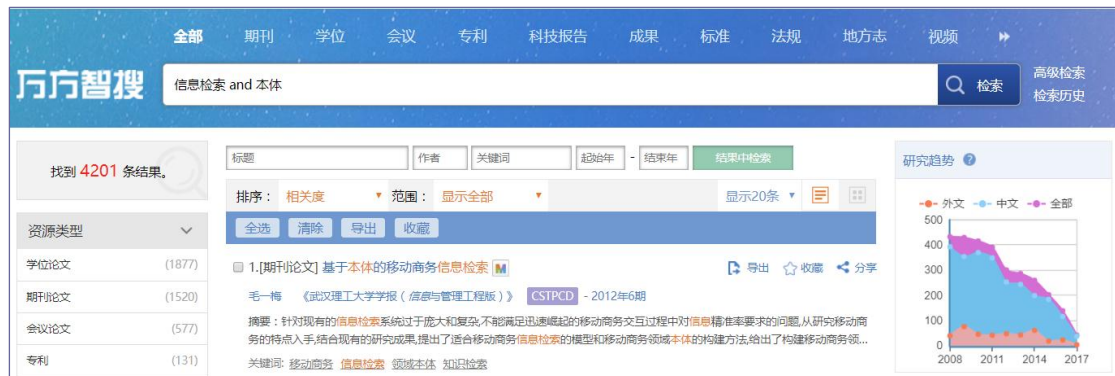 全部 期刊 学位 会议 专利 科技报告 成果 标准 法规 地方志 视频
万方智搜
信息检索 and 本体
检索
高级检索
检索历史
找到 4201 条结果。
标题 作者 关键词 起始年 - 结束年 结果中检索
排序： 相关度 范围： 显示全部 显示20条
全选 清除 导出 收藏
资源类型
学位论文 (1877)
期刊论文 (1520)
会议论文 (577)
专利 (131)
1.[期刊论文] 基于本体的移动商务信息检索 M
导出 收藏 分享
毛一梅 《武汉理工大学学报（信息与管理工程版）》 CSTPCD - 2012年6期
摘要：针对现有的信息检索系统过于庞大和复杂,不能满足迅速崛起的移动商务交互过程中对信息精准率要求的问题,从研究移动商
务的特点入手,结合现有的研究成果,提出了适合移动商务信息检索的模型和移动商务领域本体的构建方法,给出了构建移动商务领...
关键词: 移动商务 信息检索 领域本体 知识检索
研究趋势 ?
外文 中文 全部
500
400
300
200
100
0
2008 2011 2014 2017